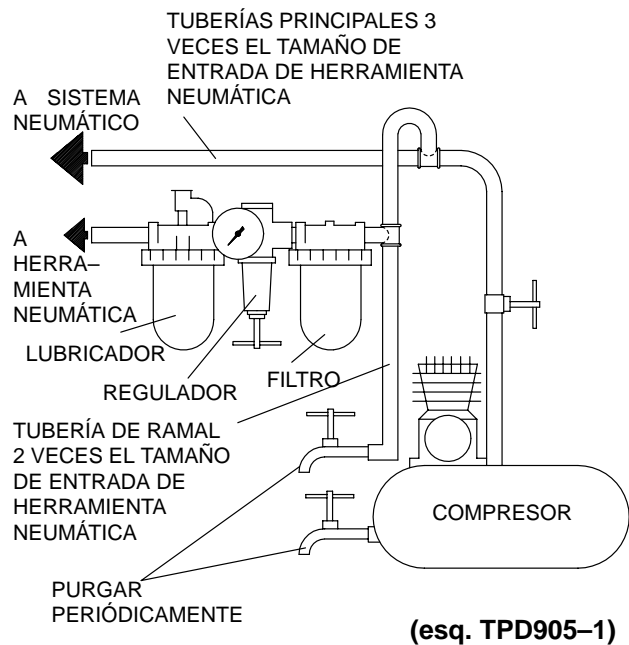 TUBERÍAS PRINCIPALES 3
VECES EL TAMAÑO DE
ENTRADA DE HERRAMIENTA
NEUMÁTICA
A SISTEMA
NEUMÁTICO
A
HERRA–
MIENTA
NEUMÁTICA
LUBRICADOR
REGULADOR
FILTRO
TUBERÍA DE RAMAL
2 VECES EL TAMAÑO
DE ENTRADA DE
HERRAMIENTA
NEUMÁTICA
COMPRESOR
PURGAR
PERIÓDICAMENTE
(esq. TPD905–1)